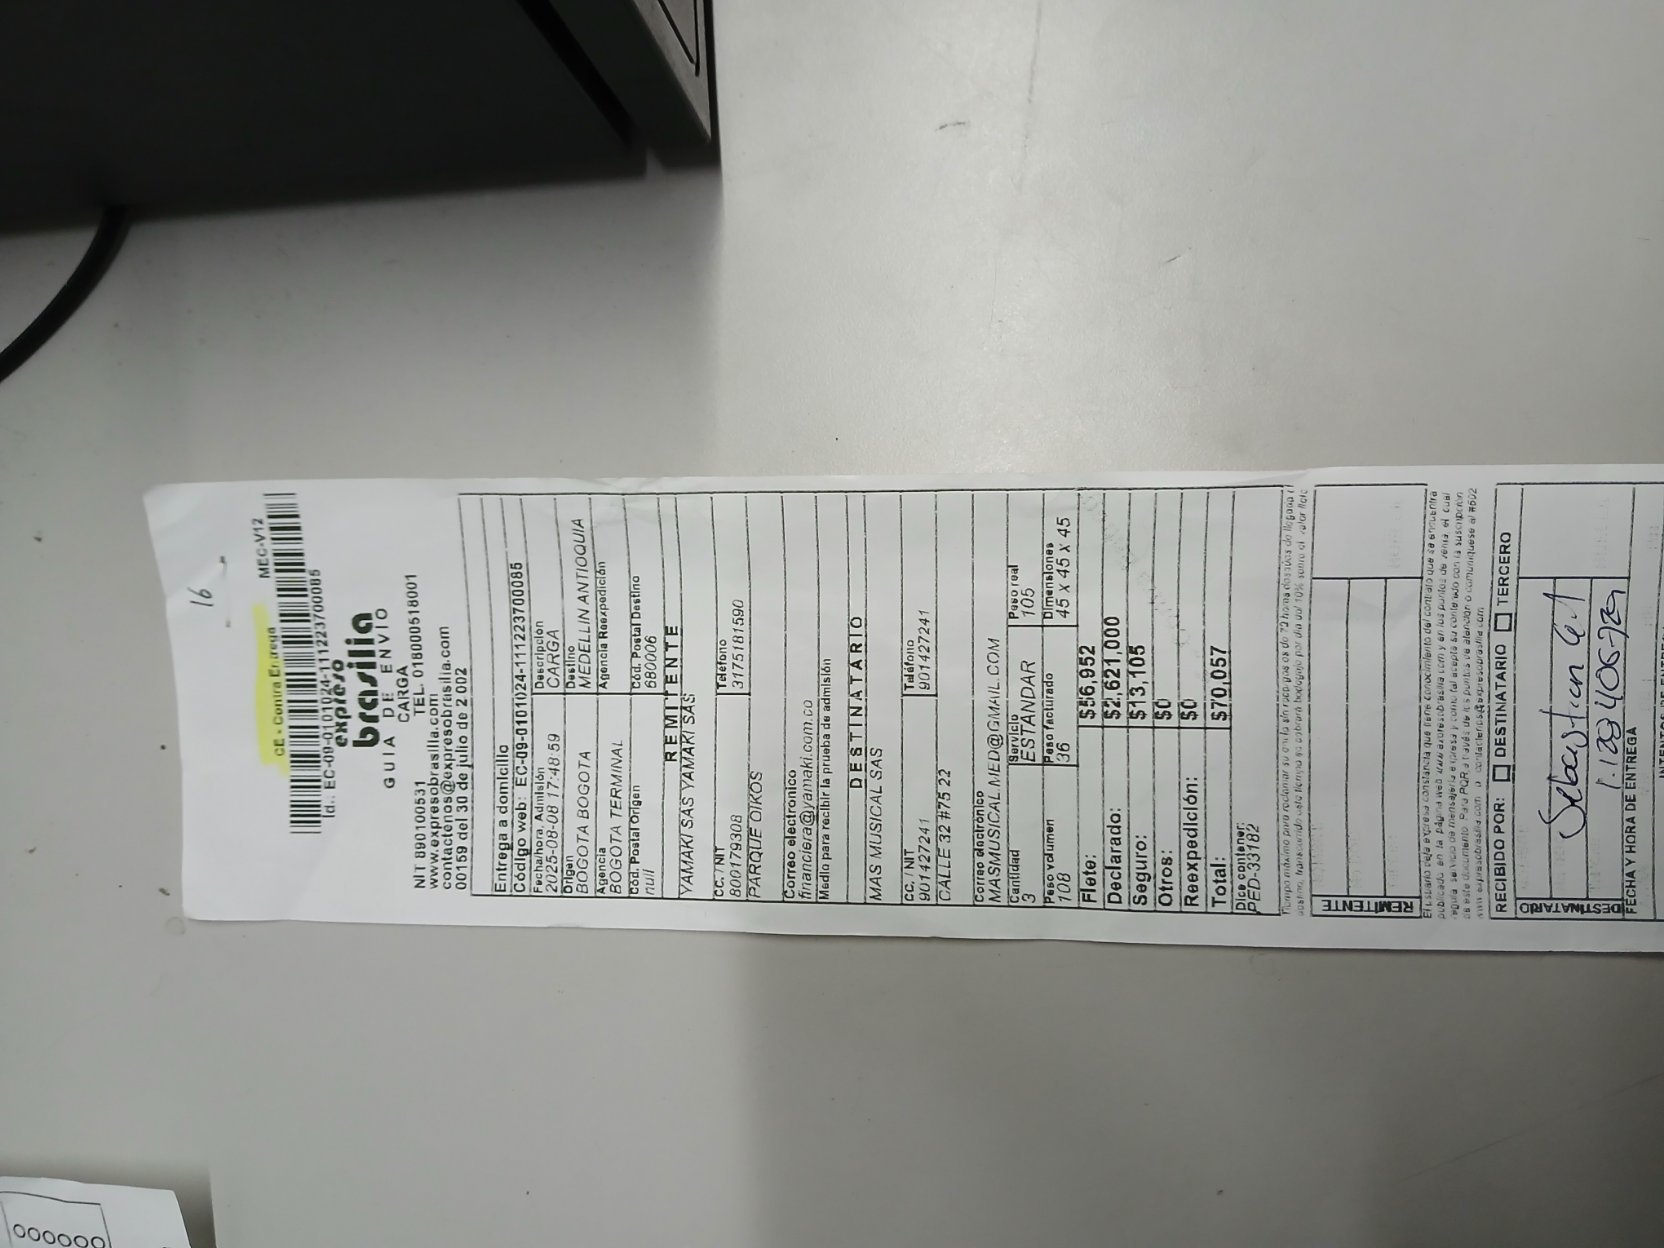 16
MEC-V12
CE - Contra Entrega
Id.: EC-09-0101024-1112237000085
expreso
brasilia
GUIA DE ENVIO
CARGA
NIT 890100531 TEL. 018000518001
www.expresobrasilia.com
contactenos@expresobrasilia.com
00159 del 30 de julio de 2.002
Entrega a domicilio
Código web: EC-09-0101024-11122370085
Fecha/hora. Admisión Descripción
2025-08-08 17:48:59 CARGA
Origen Destino
BOGOTA BOGOTA MEDELLIN ANTIOQUIA
Agencia Agencia Reexpedición
BOGOTA TERMINAL
Cód. Postal Origen Cód. Postal Destino
null 680006
REMITENTE
YAMAKI SAS YAMAKI SAS
CC. / NIT Teléfono
800179308 3175181590
PARQUE OIKOS
Correo electronico
financiera@yamaki.com.co
Medio para recibir la prueba de admisión
DESTINATARIO
MAS MUSICAL SAS
CC. / NIT Teléfono
901427241 901427241
CALLE 32 #75 22
Correo electrónico
MASMUSICAL.MED@GMAIL.COM
Cantidad Servicio Peso real
3 ESTANDAR 105
Peso volumen Peso facturado Dimensiones
108 36 45 x 45 x 45
Flete: $56,952
Declarado: $2,621,000
Seguro: $13,105
Otros: $0
Reexpedición: $0
Total: $70,057
Dice contener:
PED-33182
REMITENTE
RECIBIDO POR: DESTINATARIO TERCERO
DESTINATARIO
Sebastian
FECHA Y HORA DE ENTREGA
000000